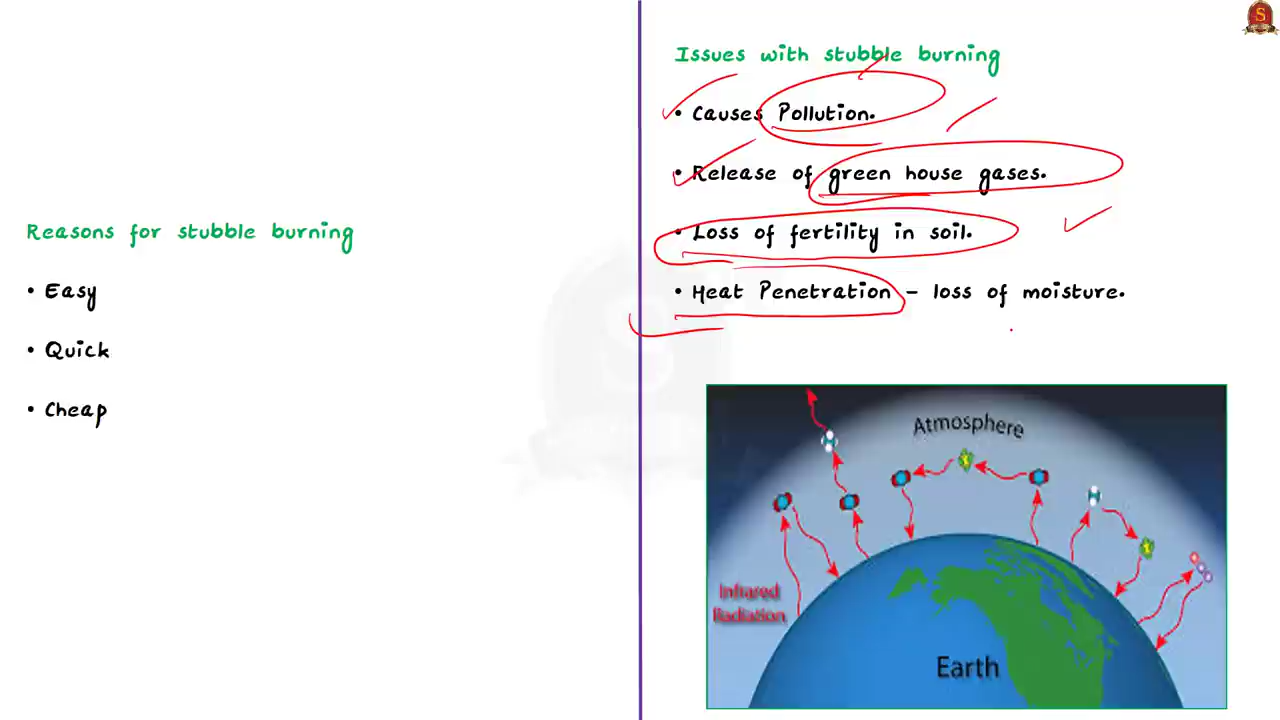 Reasons for stubble burning
• Easy
• Quick
• Cheap
Issues with stubble burning
• Causes Pollution.
• Release of green house gases.
• Loss of fertility in soil.
• Heat Penetration – loss of moisture.
Atmosphere
Infrared
Radiation
Earth
S